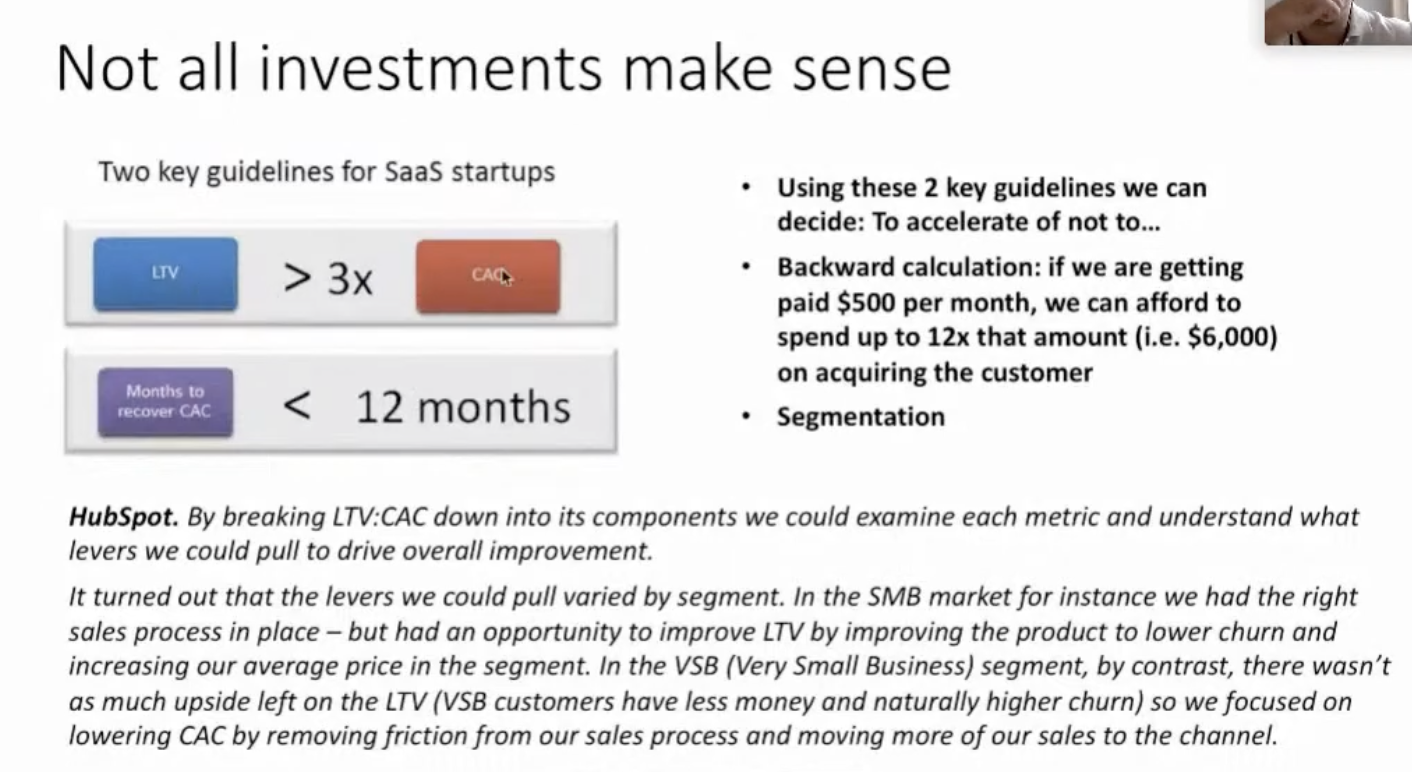 Not all investments make sense
Two key guidelines for SaaS startups
LTV > 3x CAC
Months to
recover CAC < 12 months
• Using these 2 key guidelines we can
decide: To accelerate of not to...
• Backward calculation: if we are getting
paid $500 per month, we can afford to
spend up to 12x that amount (i.e. $6,000)
on acquiring the customer
• Segmentation
HubSpot. By breaking LTV:CAC down into its components we could examine each metric and understand what
levers we could pull to drive overall improvement.
It turned out that the levers we could pull varied by segment. In the SMB market for instance we had the right
sales process in place – but had an opportunity to improve LTV by improving the product to lower churn and
increasing our average price in the segment. In the VSB (Very Small Business) segment, by contrast, there wasn't
as much upside left on the LTV (VSB customers have less money and naturally higher churn) so we focused on
lowering CAC by removing friction from our sales process and moving more of our sales to the channel.